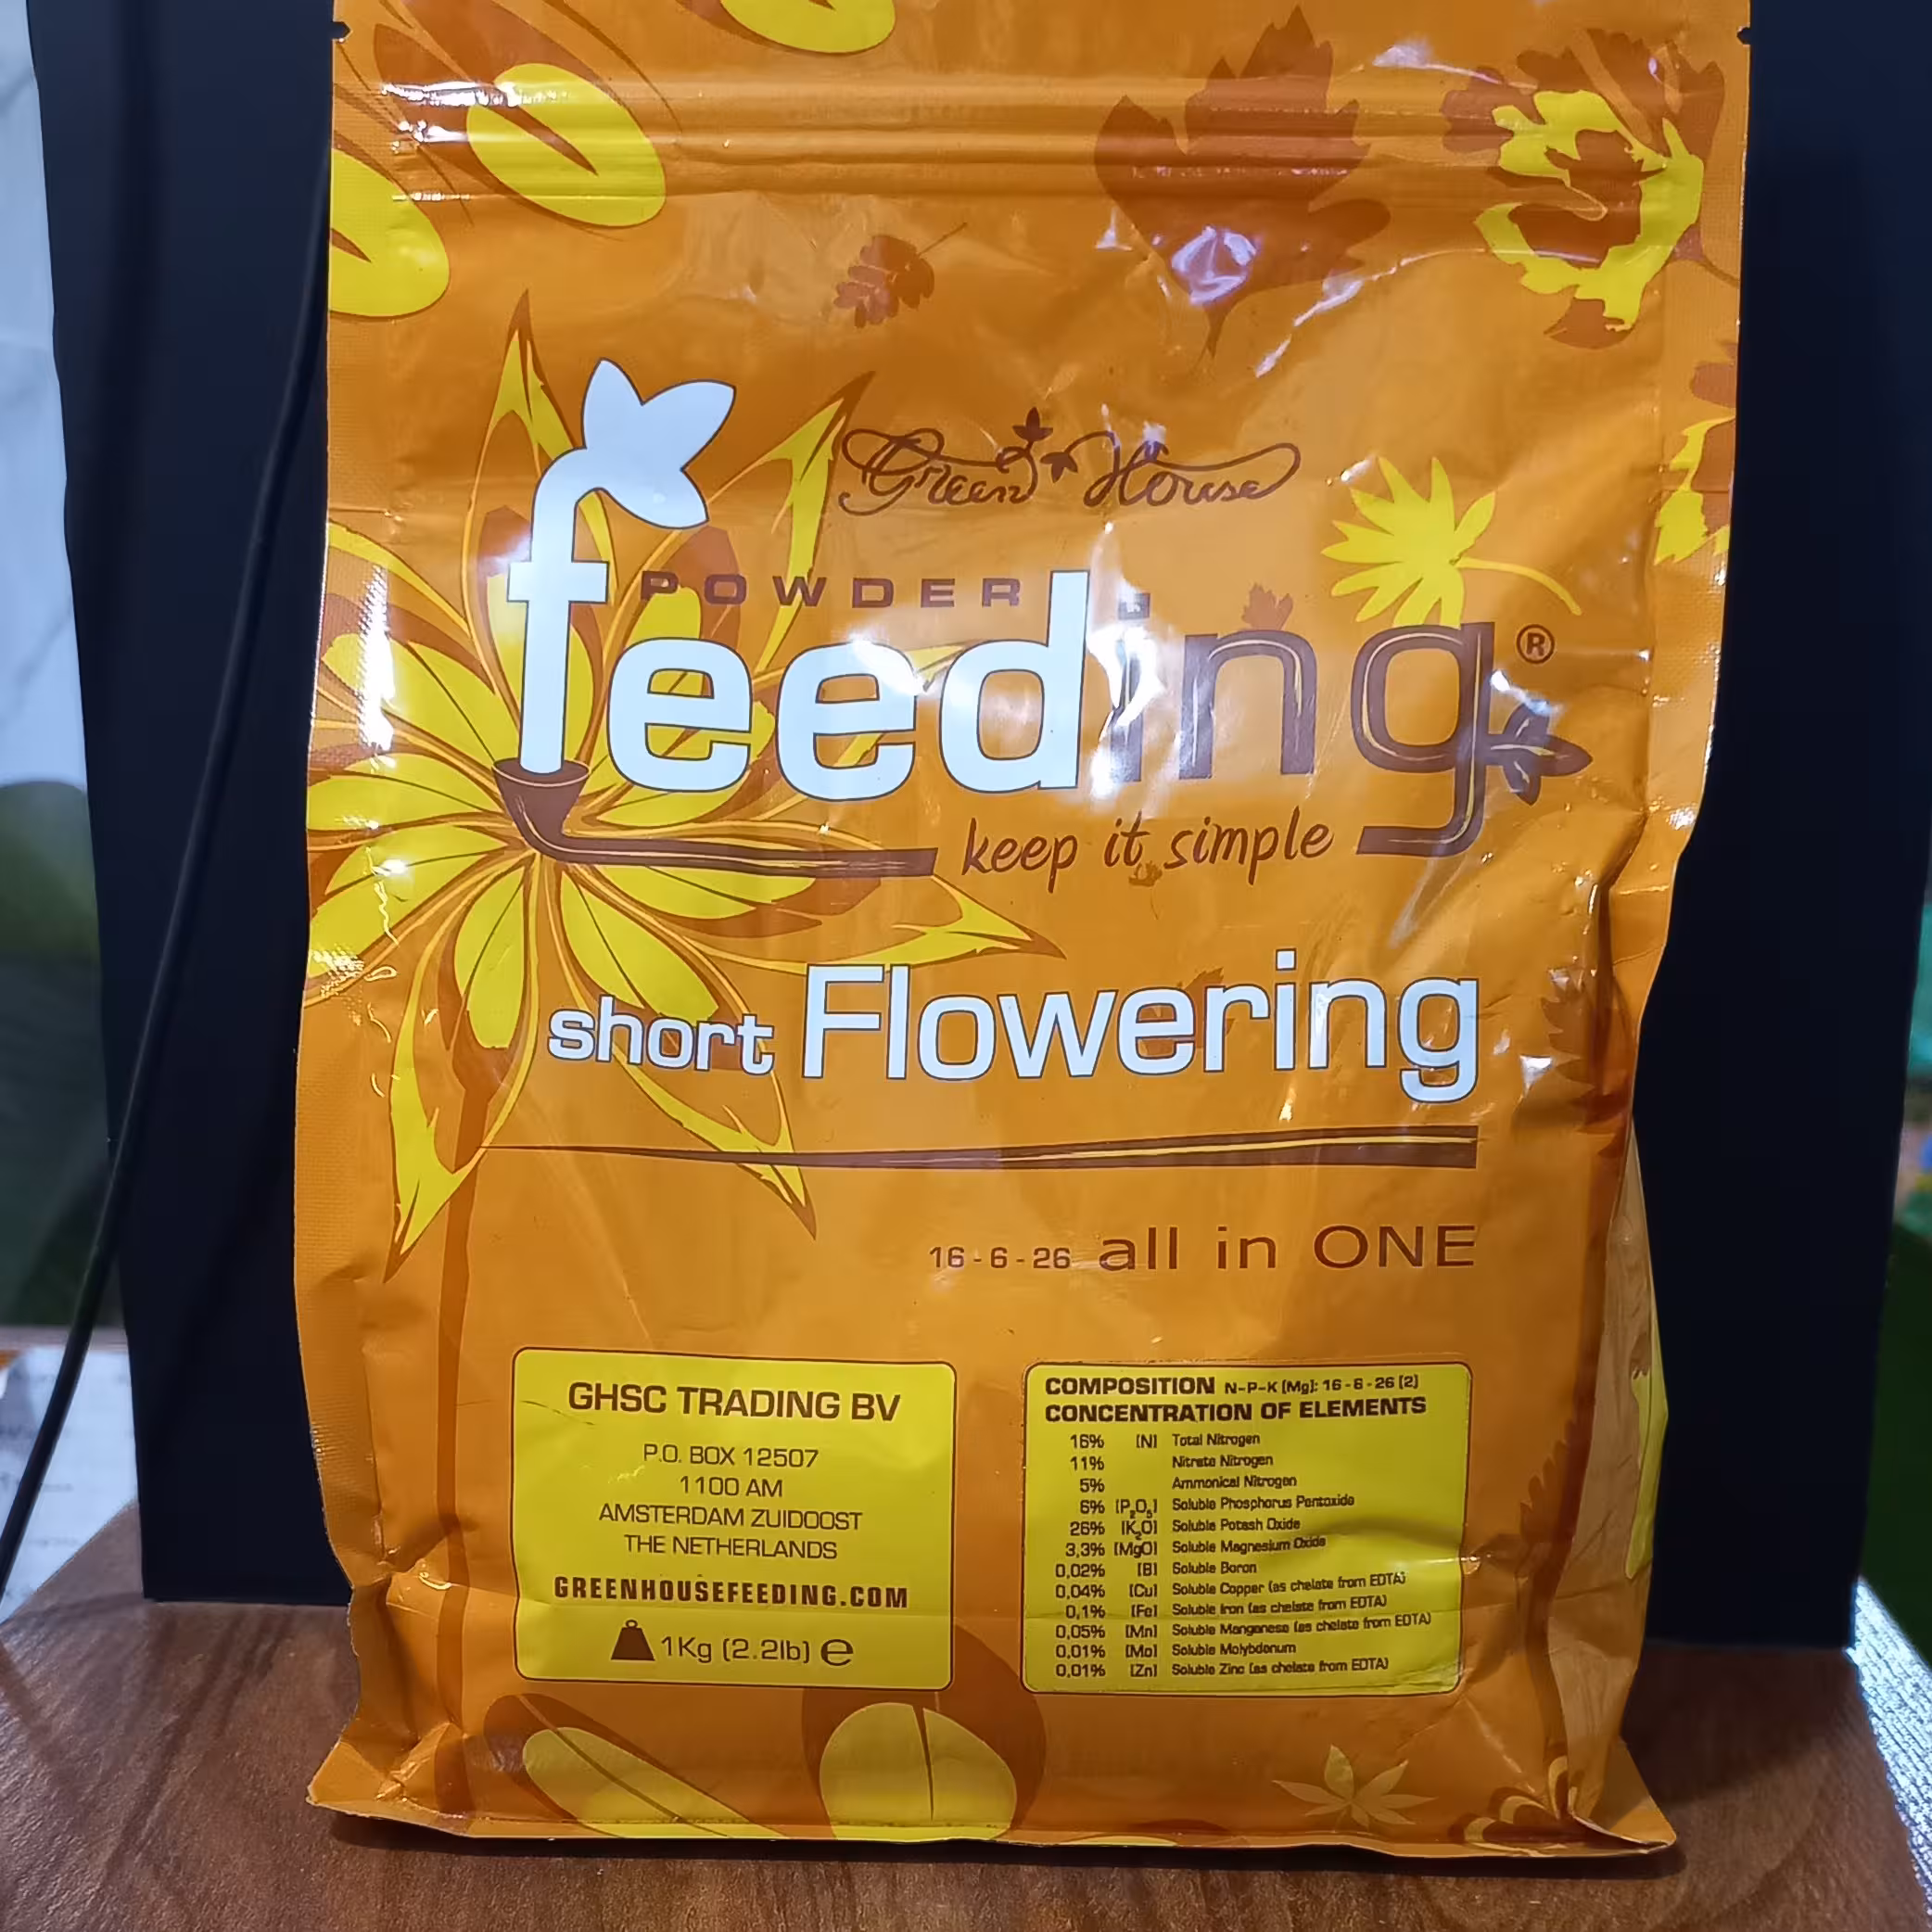 Green House
POWDER
feeding®
keep it simple
short Flowering
16-6-26 all in ONE
GHSC TRADING BV
P.O. BOX 12507
1100 AM
AMSTERDAM ZUIDOOST
THE NETHERLANDS
GREENHOUSEFEEDING.COM
1Kg (2.2lb) e
COMPOSITION N-P-K (Mg): 16-6-26 (2)
CONCENTRATION OF ELEMENTS
16% (N) Total Nitrogen
11% Nitrate Nitrogen
5% Ammonical Nitrogen
6% (P₂O₅) Soluble Phosphorus Pentoxide
26% (K₂O) Soluble Potash Oxide
3,3% (MgO) Soluble Magnesium Oxide
0,02% (B) Soluble Boron
0,04% (Cu) Soluble Copper (as chelate from EDTA)
0,1% (Fe) Soluble Iron (as chelate from EDTA)
0,05% (Mn) Soluble Manganese (as chelate from EDTA)
0,01% (Mo) Soluble Molybdenum
0,01% (Zn) Soluble Zinc (as chelate from EDTA)